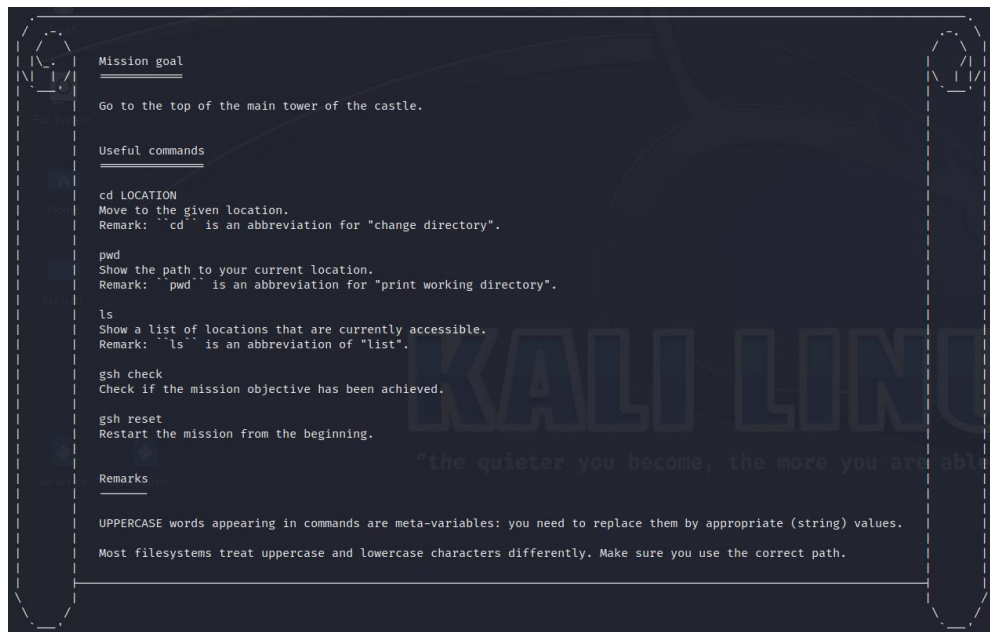 Mission goal
Go to the top of the main tower of the castle.
Useful commands
cd LOCATION
Move to the given location.
Remark: ``cd`` is an abbreviation for "change directory".
pwd
Show the path to your current location.
Remark: ``pwd`` is an abbreviation for "print working directory".
ls
Show a list of locations that are currently accessible.
Remark: ``ls`` is an abbreviation of "list".
gsh check
Check if the mission objective has been achieved.
gsh reset
Restart the mission from the beginning.
KALI LINU
"the quieter you become, the more you are able
Remarks
UPPERCASE words appearing in commands are meta-variables: you need to replace them by appropriate (string) values.
Most filesystems treat uppercase and lowercase characters differently. Make sure you use the correct path.
File System
Home